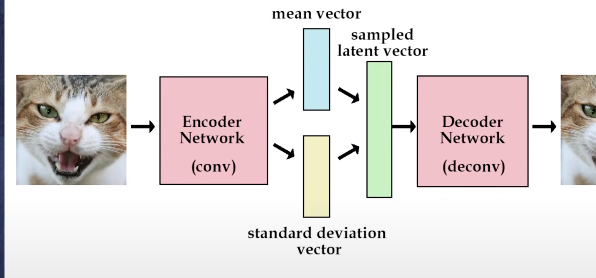 mean vector
sampled
latent vector
Encoder
Network
(conv)
Decoder
Network
(deconv)
standard deviation
vector